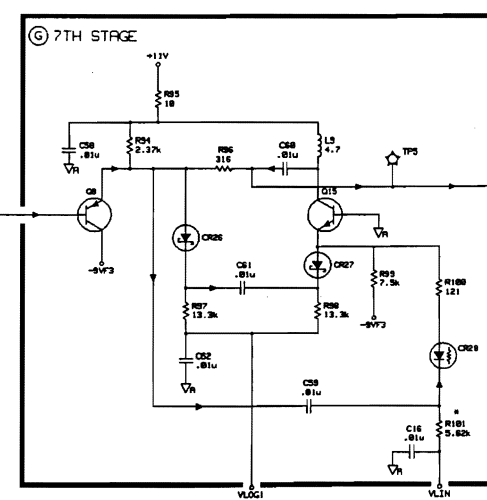 G 7TH STAGE
+11V
R95
10
C58
.01u
R94
2.37k
R96
316
C60
.01u
L9
4.7
TP5
A
Q8
Q15
A
CR26
-9VF3
C61
.01u
CR27
R99
7.5k
R100
121
R97
13.3k
R98
13.3k
-9VF3
CR28
C52
.01u
A
C59
.01u
*
C16
.01u
R101
5.62k
A
VLOG1
VLIN